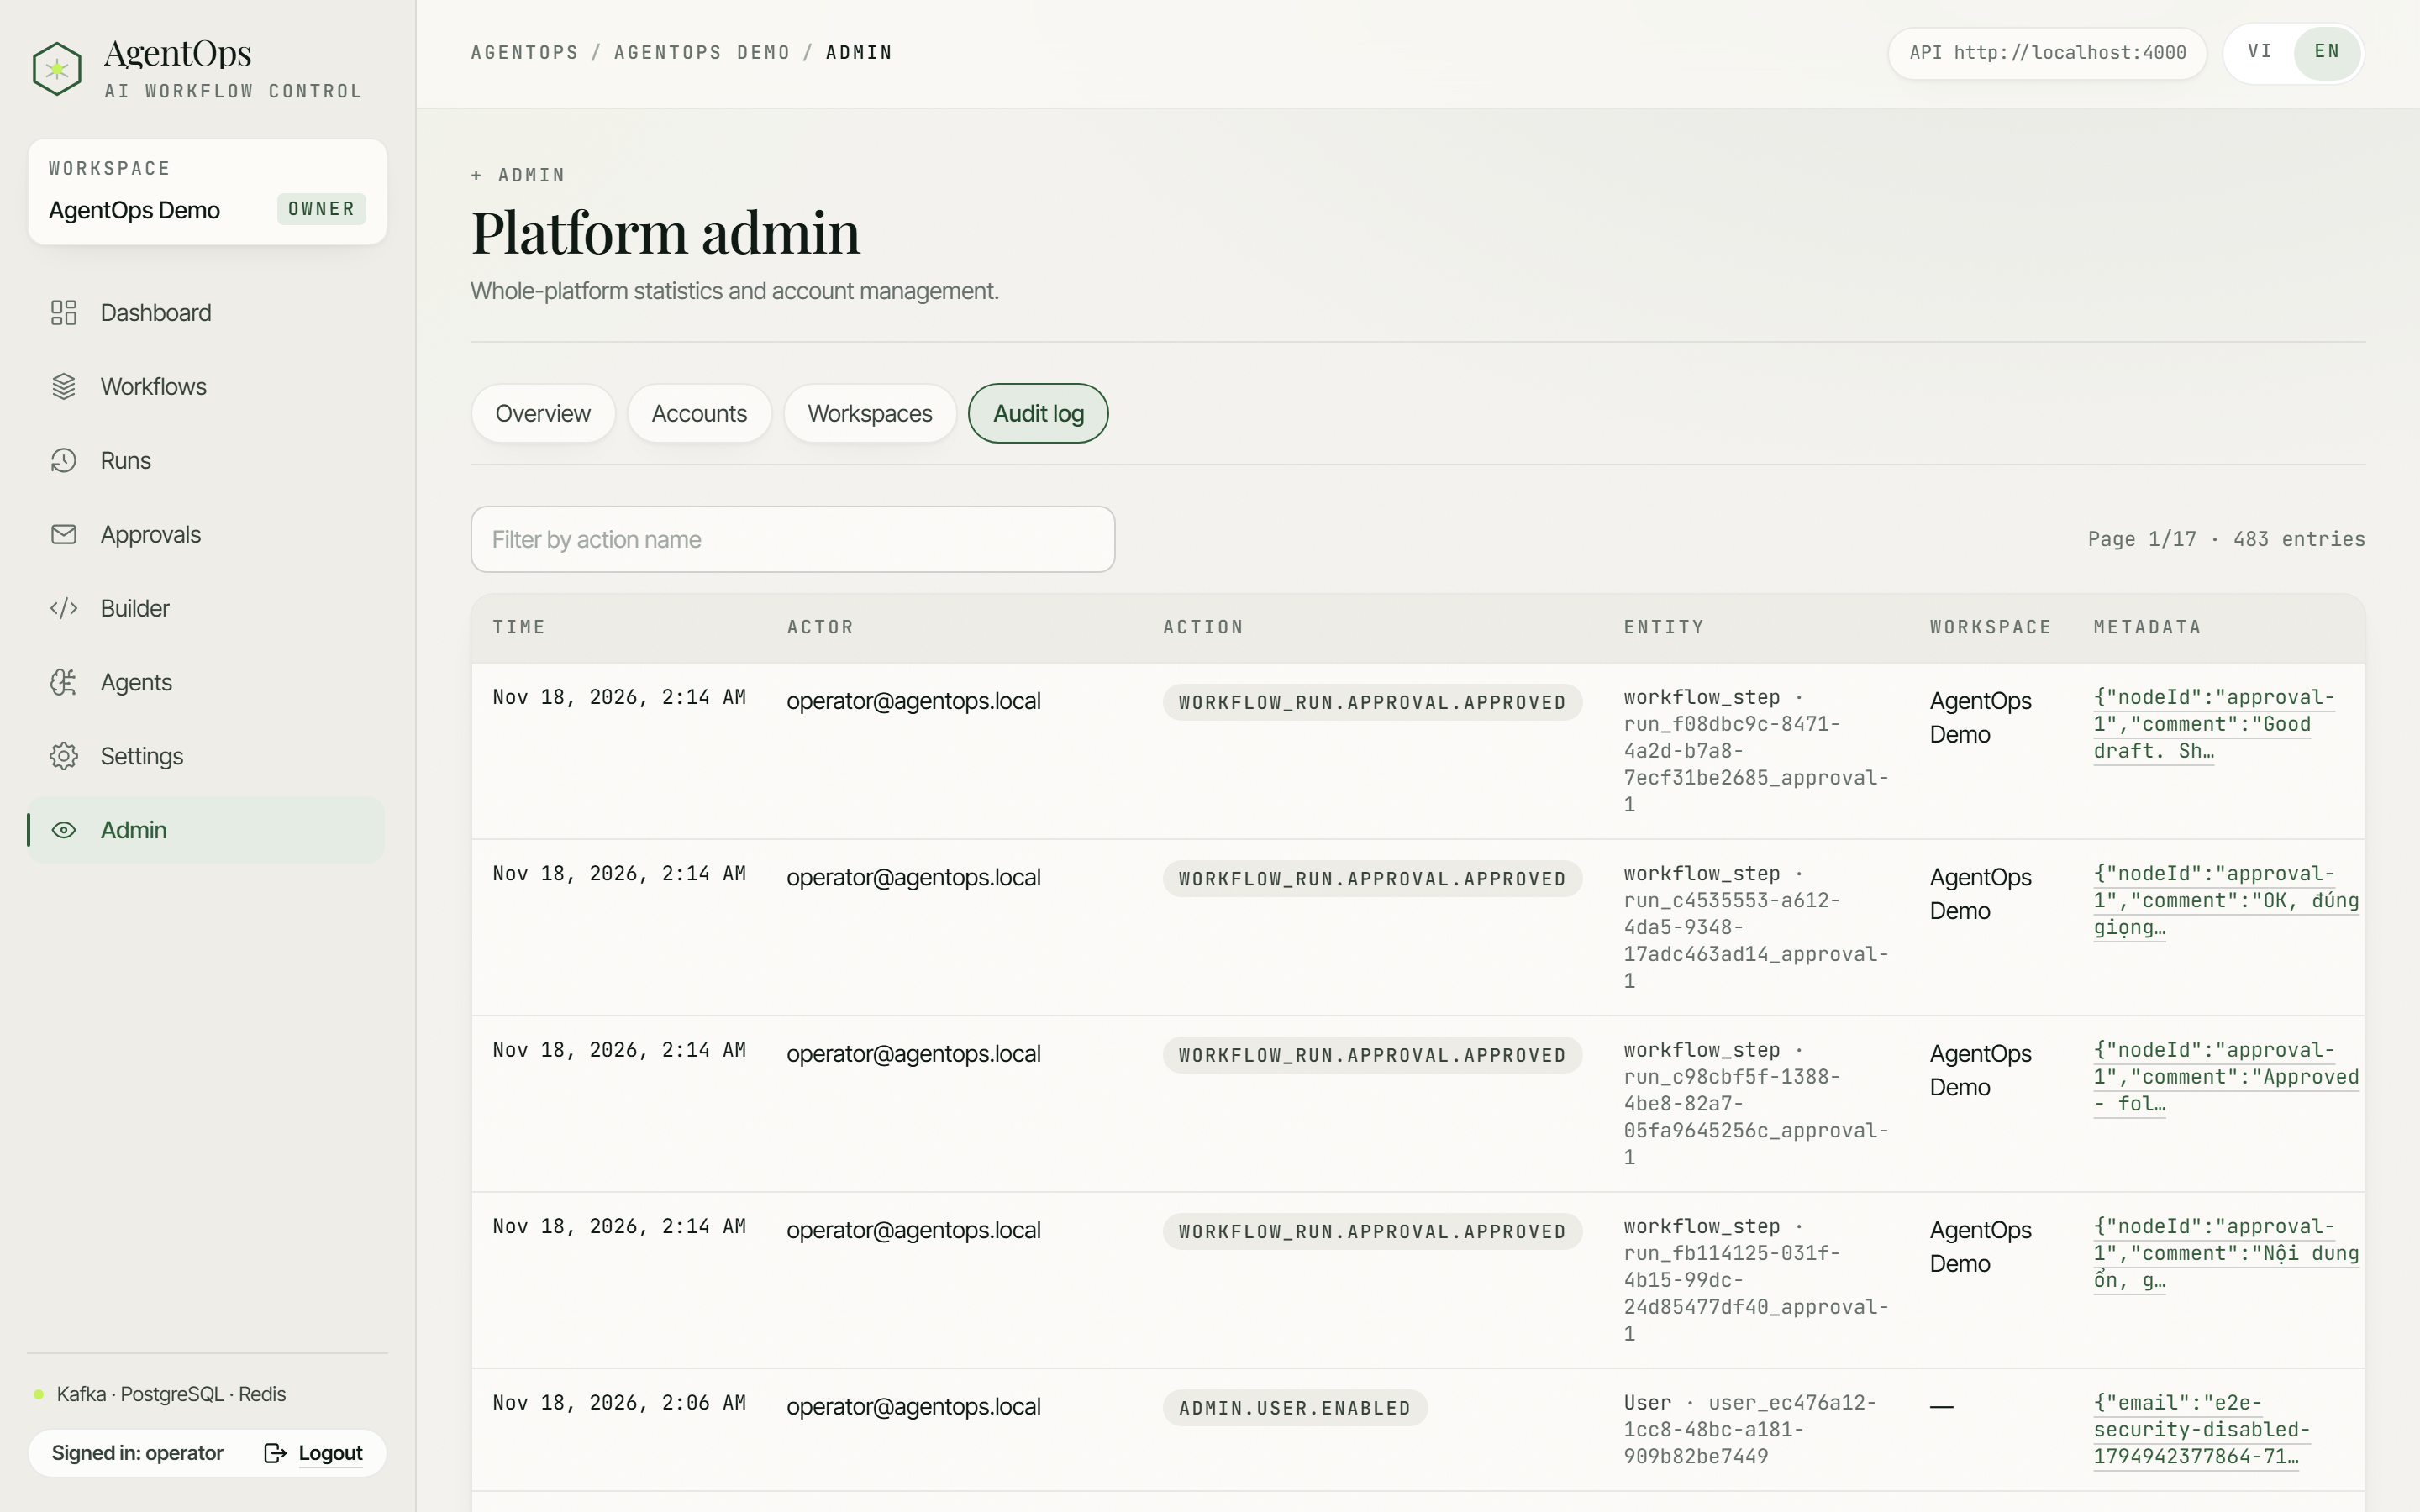 AgentOps
AI WORKFLOW CONTROL
WORKSPACE
AgentOps Demo OWNER
Dashboard
Workflows
Runs
Approvals
Builder
Agents
Settings
Admin
Kafka · PostgreSQL · Redis
Signed in: operator Logout
AGENTOPS / AGENTOPS DEMO / ADMIN
API http://localhost:4000 VI EN
+ ADMIN
Platform admin
Whole-platform statistics and account management.
Overview Accounts Workspaces Audit log
Filter by action name
Page 1/17 · 483 entries
TIME ACTOR ACTION ENTITY WORKSPACE METADATA
Nov 18, 2026, 2:14 AM operator@agentops.local WORKFLOW_RUN.APPROVAL.APPROVED workflow_step · AgentOps {"nodeId":"approval-
run_f08dbc9c-8471- Demo 1","comment":"Good
4a2d-b7a8- draft. Sh…
7ecf31be2685_approval-
1
Nov 18, 2026, 2:14 AM operator@agentops.local WORKFLOW_RUN.APPROVAL.APPROVED workflow_step · AgentOps {"nodeId":"approval-
run_c4535553-a612- Demo 1","comment":"OK, đúng
4da5-9348- giọng…
17adc463ad14_approval-
1
Nov 18, 2026, 2:14 AM operator@agentops.local WORKFLOW_RUN.APPROVAL.APPROVED workflow_step · AgentOps {"nodeId":"approval-
run_c98cbf5f-1388- Demo 1","comment":"Approved
4be8-82a7- - fol…
05fa9645256c_approval-
1
Nov 18, 2026, 2:14 AM operator@agentops.local WORKFLOW_RUN.APPROVAL.APPROVED workflow_step · AgentOps {"nodeId":"approval-
run_fb114125-031f- Demo 1","comment":"Nội dung
4b15-99dc- ổn, g…
24d85477df40_approval-
1
Nov 18, 2026, 2:06 AM operator@agentops.local ADMIN.USER.ENABLED User · user_ec476a12- — {"email":"e2e-
1cc8-48bc-a181- security-disabled-
909b82be7449 1794942377864-71…